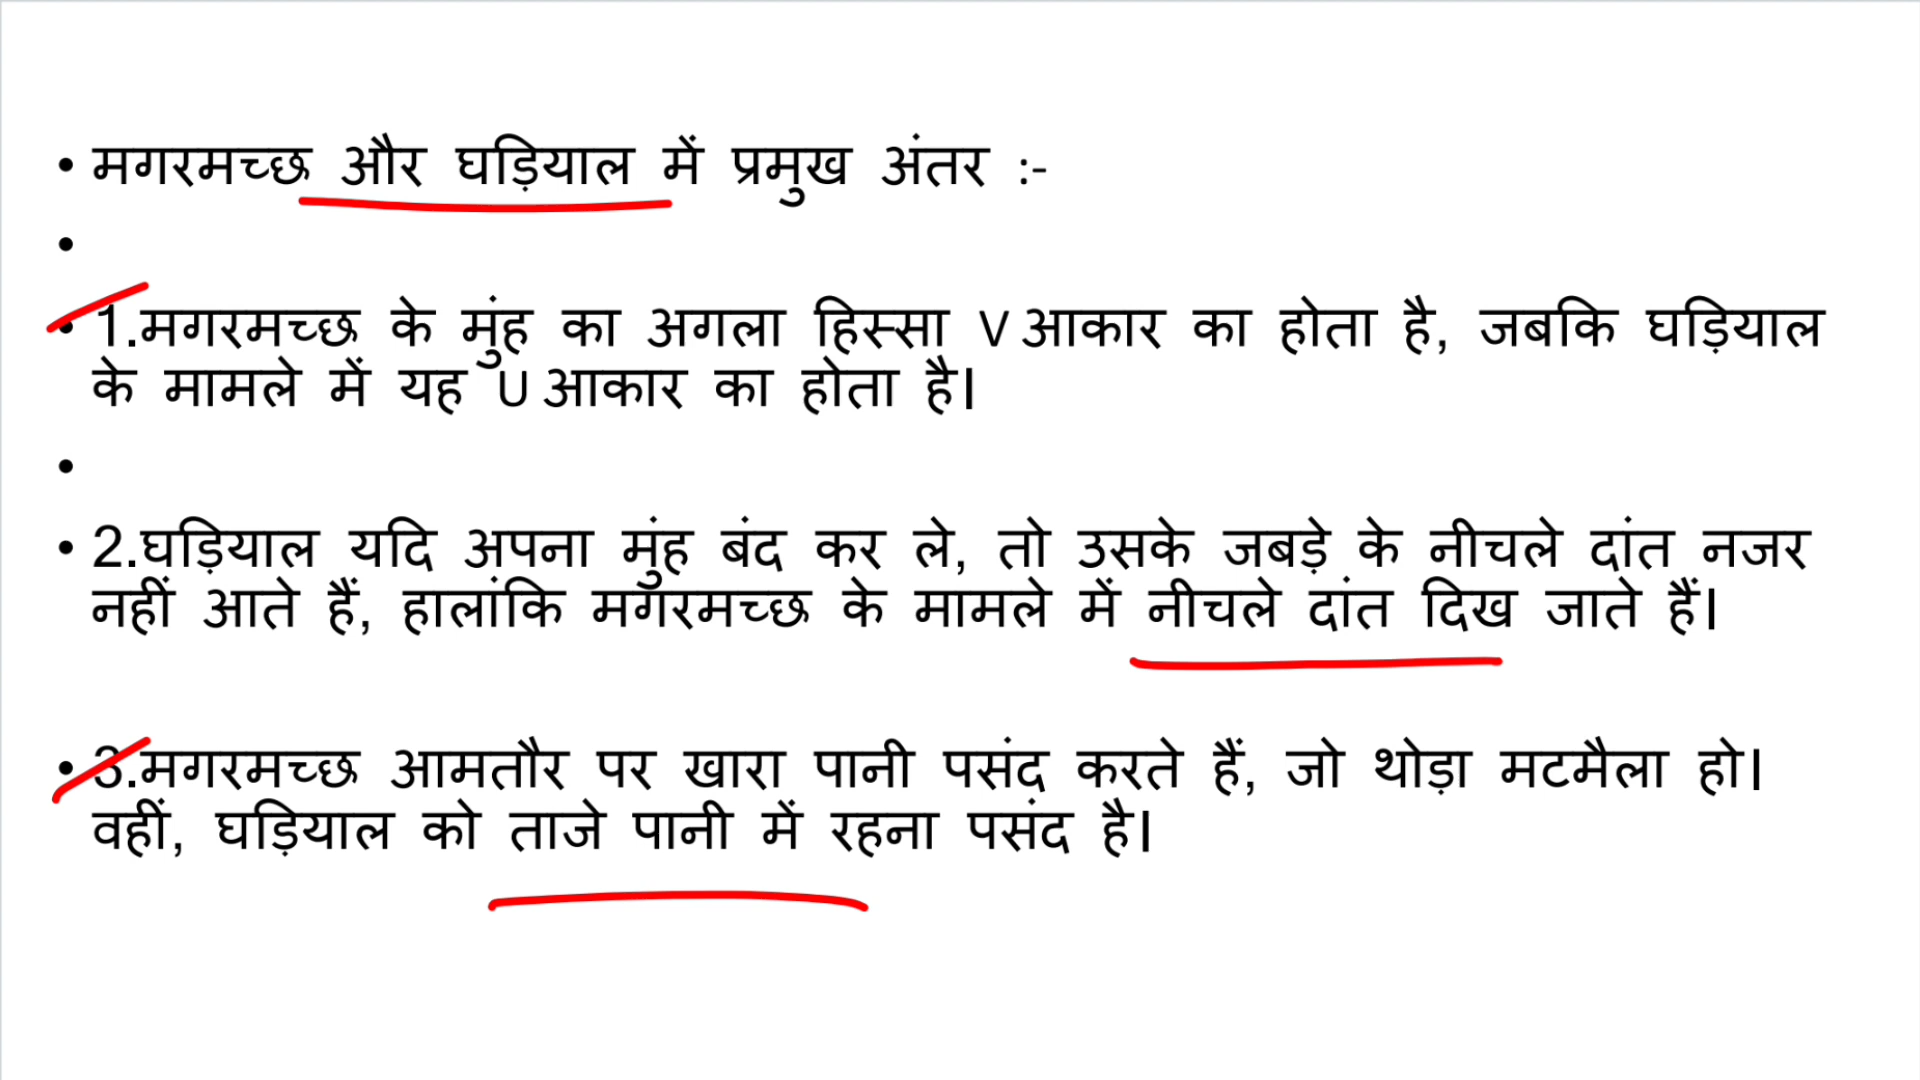 • मगरमच्छ और घड़ियाल में प्रमुख अंतर :-
•
• 1.मगरमच्छ के मुंह का अगला हिस्सा V आकार का होता है, जबकि घड़ियाल
के मामले में यह U आकार का होता है।
•
• 2.घड़ियाल यदि अपना मुंह बंद कर ले, तो उसके जबड़े के नीचले दांत नजर
नहीं आते हैं, हालांकि मगरमच्छ के मामले में नीचले दांत दिख जाते हैं।
• 3.मगरमच्छ आमतौर पर खारा पानी पसंद करते हैं, जो थोड़ा मटमैला हो।
वहीं, घड़ियाल को ताजे पानी में रहना पसंद है।